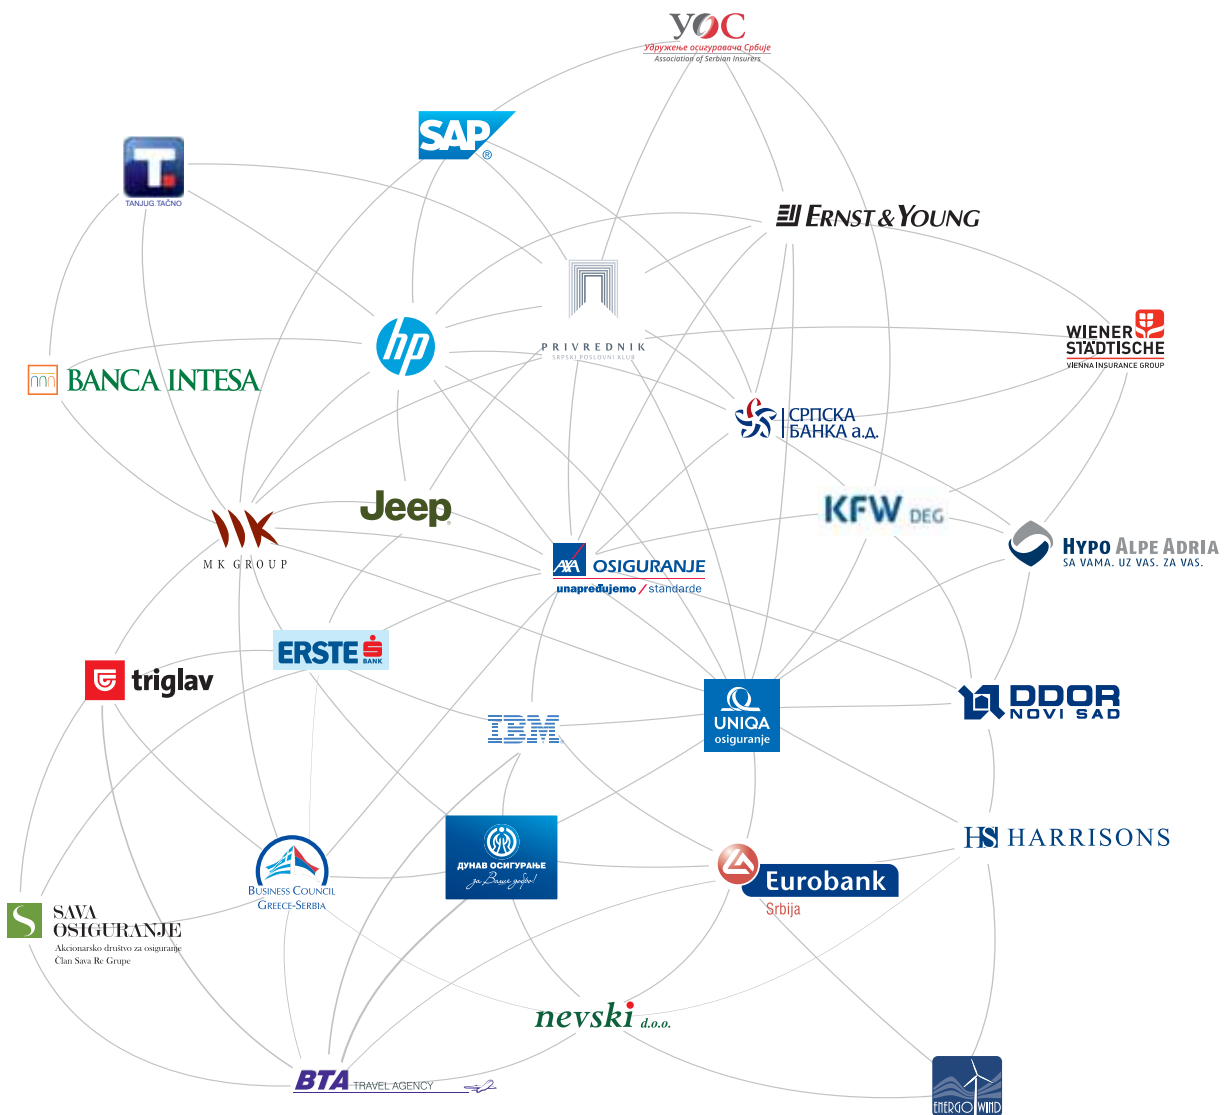 УОС
Удружење осигуравача Србије
Association of Serbian Insurers
SAP®
T.
TANJUG.TAČNO
ERNST & YOUNG
PRIVREDNIK
SRPSKI POSLOVNI KLUB
hp
WIENER
STÄDTISCHE
VIENNA INSURANCE GROUP
BANCA INTESA
СРПСКА
БАНКА а.д.
Jeep®
KFW DEG
MK GROUP
HYPO ALPE ADRIA
SA VAMA. UZ VAS. ZA VAS.
AXA OSIGURANJE
unapređujemo / standarde
ERSTE
BANK
triglav
UNIQA
osiguranje
DDOR
NOVI SAD
IBM
HS HARRISONS
ДУНАВ ОСИГУРАЊЕ
за Ваше добро!
BUSINESS COUNCIL
GREECE-SERBIA
Eurobank
Srbija
S SAVA
OSIGURANJE
Akcionarsko društvo za osiguranje
Član Sava Re Grupe
nevski d.o.o.
BTA TRAVEL AGENCY
ENERGO WIND